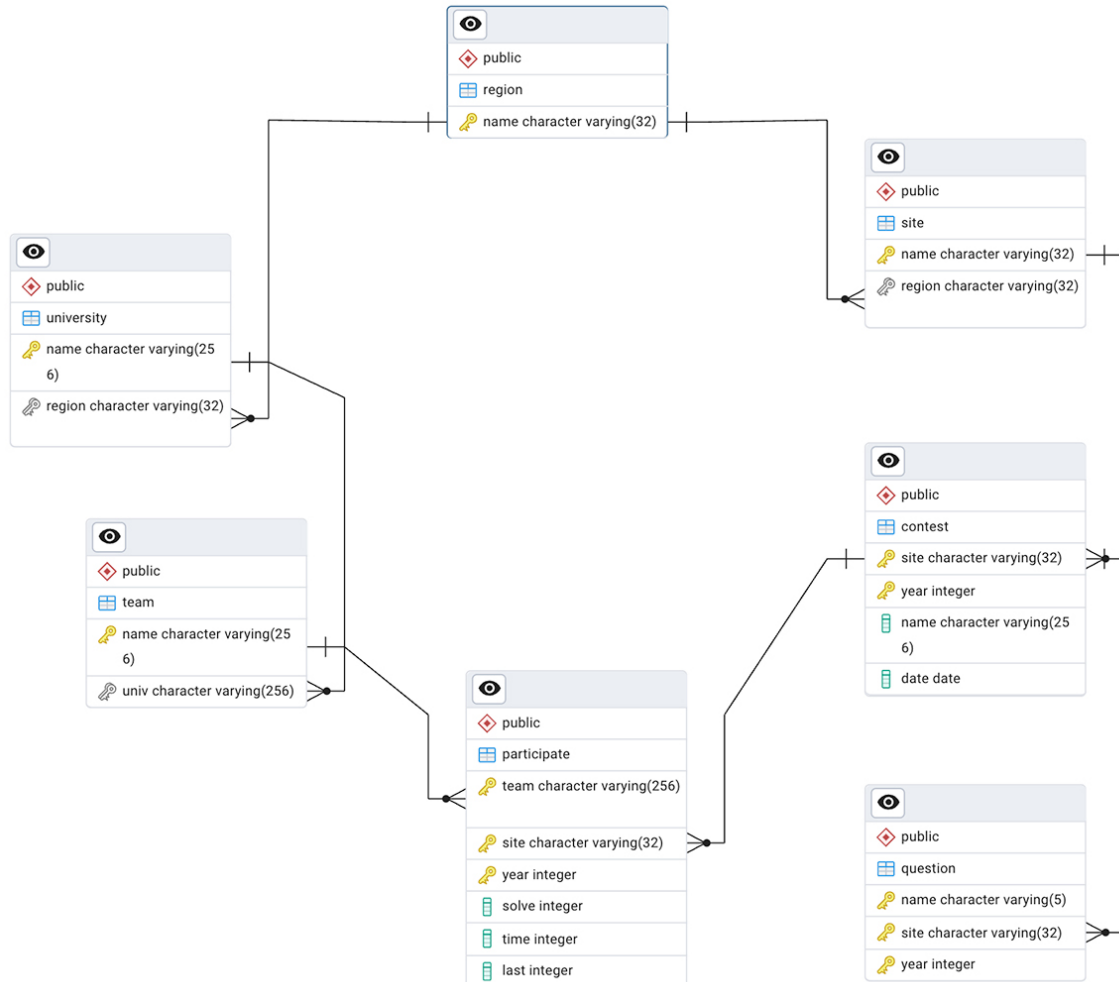 public
region
name character varying(32)
public
site
name character varying(32)
region character varying(32)
public
university
name character varying(25
6)
region character varying(32)
public
contest
site character varying(32)
year integer
name character varying(25
6)
date date
public
team
name character varying(25
6)
univ character varying(256)
public
participate
team character varying(256)
site character varying(32)
year integer
solve integer
time integer
last integer
public
question
name character varying(5)
site character varying(32)
year integer